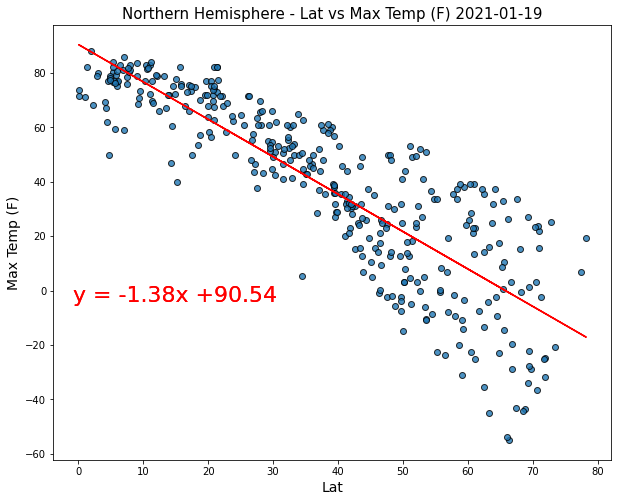 Northern Hemisphere - Lat vs Max Temp (F) 2021-01-19
Max Temp (F)
80
60
40
20
0
−20
−40
−60
y = -1.38x +90.54
0 10 20 30 40 50 60 70 80
Lat